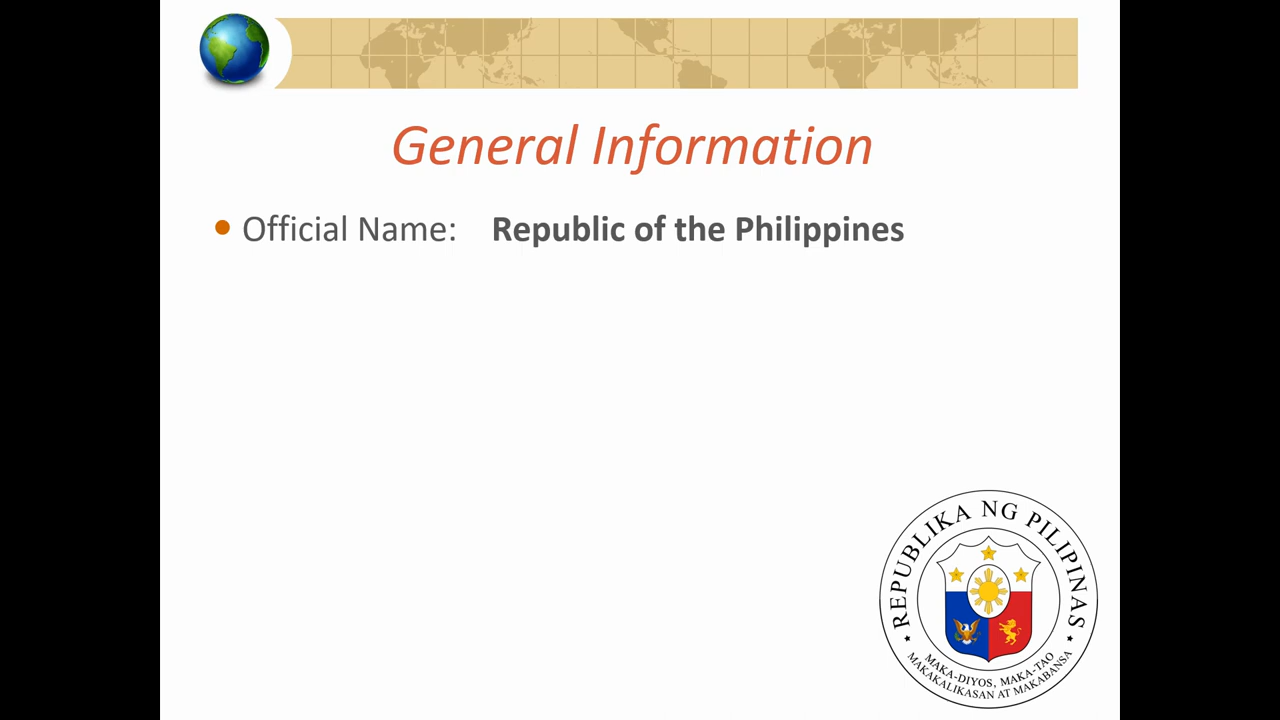 General Information
Official Name: Republic of the Philippines
REPUBLIKA NG PILIPINAS
MAKA-DIYOS, MAKA-TAO
MAKAKALIKASAN AT MAKABANSA